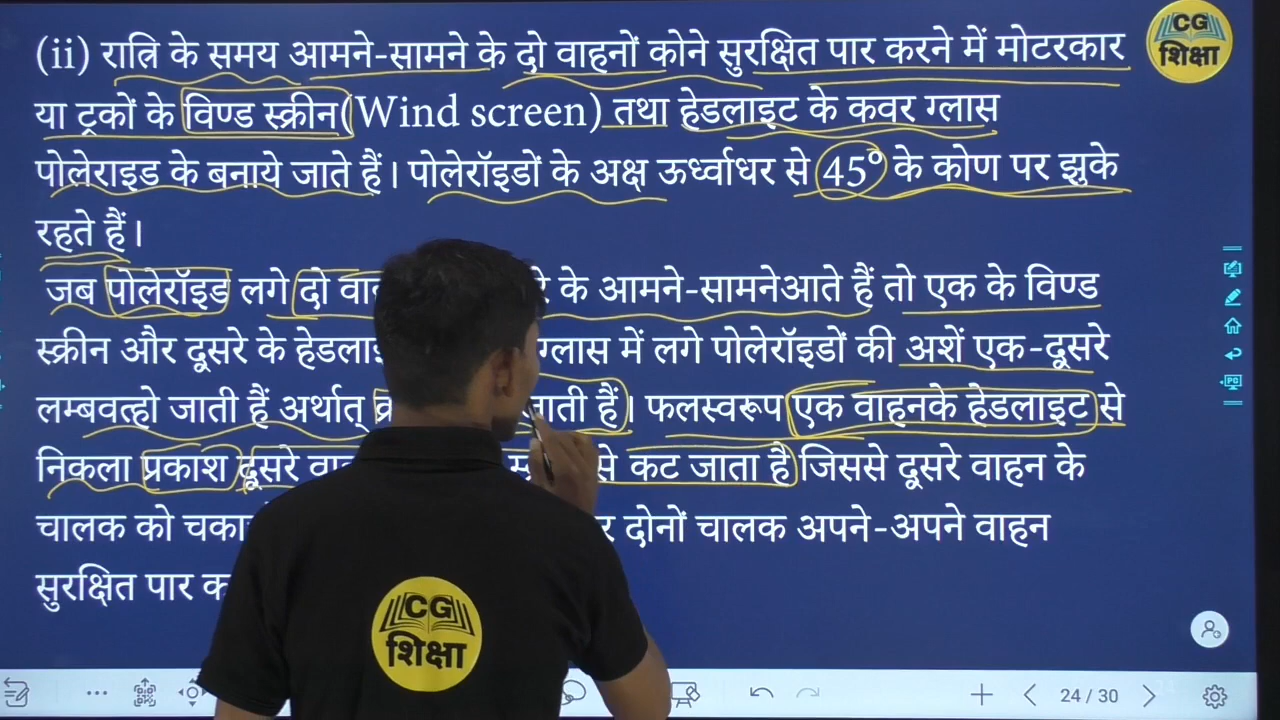 (ii) रात्रि के समय आमने-सामने के दो वाहनों कोने सुरक्षित पार करने में मोटरकार
या ट्रकों के विण्ड स्क्रीन(Wind screen) तथा हेडलाइट के कवर ग्लास
पोलेराइड के बनाये जाते हैं। पोलेरॉइडों के अक्ष ऊर्ध्वाधर से 45° के कोण पर झुके
रहते हैं।
जब पोलेरॉइड लगे दो के आमने-सामनेआते हैं तो एक के विण्ड
स्क्रीन और दूसरे के ग्लास में लगे पोलेरॉइडों की अशें एक-दूसरे
लम्बवत्हो जाती हैं अर्थात् जाती हैं। फलस्वरूप एक वाहनके हेडलाइट से
निकला प्रकाश दूसरे से कट जाता है जिससे दूसरे वाहन के
चालक को दोनों चालक अपने-अपने वाहन
सुरक्षित पार
CG
शिक्षा
CG
शिक्षा
24 / 30